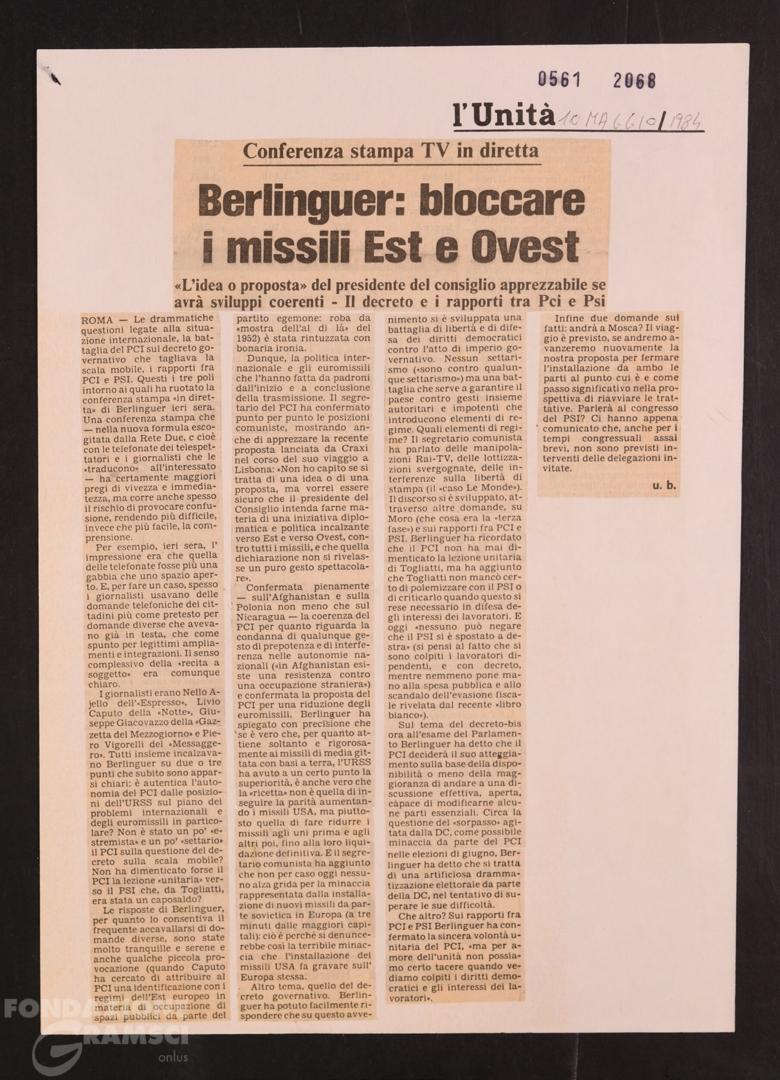 0561 2068
l'Unità 10 MAGGIO/1984
Conferenza stampa TV in diretta
Berlinguer: bloccare
i missili Est e Ovest
«L'idea o proposta» del presidente del consiglio apprezzabile se
avrà sviluppi coerenti - Il decreto e i rapporti tra Pci e Psi
ROMA — Le drammatiche
questioni legate alla situa-
zione internazionale, la bat-
taglia del PCI sul decreto go-
vernativo che tagliava la
scala mobile, i rapporti fra
PCI e PSI. Questi i tre poli
intorno ai quali ha ruotato la
conferenza stampa «in diret-
ta» di Berlinguer ieri sera.
Una conferenza stampa che
— nella nuova formula esco-
gitata dalla Rete Due, e cioè
con le telefonate dei telespet-
tatori e i giornalisti che le
«traducono» all'interessato
— ha certamente maggiori
pregi di vivezza e immedia-
tezza, ma corre anche spesso
il rischio di provocare confu-
sione, rendendo più difficile,
invece che più facile, la com-
prensione.
Per esempio, ieri sera, l'
impressione era che quella
delle telefonate fosse più una
gabbia che uno spazio aper-
to. E, per fare un caso, spesso
i giornalisti usavano delle
domande telefoniche dei cit-
tadini più come pretesto per
domande diverse che aveva-
no già in testa, che come
spunto per legittimi amplia-
menti e integrazioni. Il senso
complessivo della «recita a
soggetto» era comunque
chiaro.
I giornalisti erano Nello A-
jello dell'«Espresso», Livio
Caputo della «Notte», Giu-
seppe Giacovazzo della «Gaz-
zetta del Mezzogiorno» e Pie-
ro Vigorelli del «Messagge-
ro». Tutti insieme incalzava-
no Berlinguer su due o tre
punti che subito sono appar-
si chiari: è autentica l'auto-
nomia del PCI dalle posizio-
ni dell'URSS sul piano dei
problemi internazionali e
degli euromissili in partico-
lare? Non è stato un po' «e-
stremista» e un po' «settario»
il PCI sulla questione del de-
creto sulla scala mobile?
Non ha dimenticato forse il
PCI la lezione «unitaria» ver-
so il PSI che, da Togliatti,
era stata un caposaldo?
Le risposte di Berlinguer,
per quanto lo consentiva il
frequente accavallarsi di do-
mande diverse, sono state
molto tranquille e serene e
anche qualche piccola pro-
vocazione (quando Caputo
ha cercato di attribuire al
PCI una identificazione con i
regimi dell'Est europeo in
materia di occupazione di
spazi pubblici da parte del
partito egemone: roba da
«mostra dell'al di là» del
1952) è stata rintuzzata con
bonaria ironia.
Dunque, la politica inter-
nazionale e gli euromissili
che l'hanno fatta da padroni
dall'inizio e a conclusione
della trasmissione. Il segre-
tario del PCI ha confermato
punto per punto le posizioni
comuniste, mostrando an-
che di apprezzare la recente
proposta lanciata da Craxi
nel corso del suo viaggio a
Lisbona: «Non ho capito se si
tratta di una idea o di una
proposta, ma vorrei essere
sicuro che il presidente del
Consiglio intenda farne ma-
teria di una iniziativa diplo-
matica e politica incalzante
verso Est e verso Ovest, con-
tro tutti i missili, e che quella
dichiarazione non si rivelas-
se un puro gesto spettacola-
re».
Confermata pienamente
— sull'Afghanistan e sulla
Polonia non meno che sul
Nicaragua — la coerenza del
PCI per quanto riguarda la
condanna di qualunque ge-
sto di prepotenza e di interfe-
renza nelle autonomie na-
zionali («in Afghanistan esi-
ste una resistenza contro
una occupazione straniera»)
e confermata la proposta del
PCI per una riduzione degli
euromissili. Berlinguer ha
spiegato con precisione che
se è vero che, per quanto at-
tiene soltanto e rigorosa-
mente ai missili di media git-
tata con basi a terra, l'URSS
ha avuto a un certo punto la
superiorità, è anche vero che
la «ricetta» non è quella di in-
seguire la parità aumentan-
do i missili USA, ma piutto-
sto quella di fare ridurre i
missili agli uni prima e agli
altri poi, fino alla loro liqui-
dazione definitiva. E il segre-
tario comunista ha aggiunto
che non per caso oggi nessu-
no alza grida per la minaccia
rappresentata dalla installa-
zione di nuovi missili da par-
te sovietica in Europa (a tre
minuti dalle maggiori capi-
tali): ciò è perché si denunce-
rebbe così la terribile minac-
cia che l'installazione dei
missili USA fa gravare sull'
Europa stessa.
Altro tema, quello del de-
creto governativo. Berlin-
guer ha potuto facilmente ri-
spondere che su questo avve-
nimento si è sviluppata una
battaglia di libertà e di dife-
sa dei diritti democratici
contro l'atto di imperio go-
vernativo. Nessun settari-
smo («sono contro qualun-
que settarismo») ma una bat-
taglia che serve a garantire il
paese contro gesti insieme
autoritari e impotenti che
introducono elementi di re-
gime. Quali elementi di regi-
me? Il segretario comunista
ha parlato delle manipola-
zioni Rai-TV, delle lottizza-
zioni svergognate, delle in-
terferenze sulla libertà di
stampa (il «caso Le Monde»).
Il discorso si è sviluppato, at-
traverso altre domande, su
Moro (che cosa era la «terza
fase») e sui rapporti fra PCI e
PSI. Berlinguer ha ricordato
che il PCI non ha mai di-
menticato la lezione unitaria
di Togliatti, ma ha aggiunto
che Togliatti non mancò cer-
to di polemizzare con il PSI o
di criticarlo quando questo si
rese necessario in difesa de-
gli interessi dei lavoratori. E
oggi «nessuno può negare
che il PSI si è spostato a de-
stra» (si pensi al fatto che si
sono colpiti i lavoratori di-
pendenti, e con decreto,
mentre nemmeno pone ma-
no alla spesa pubblica e allo
scandalo dell'evasione fisca-
le rivelata dal recente «libro
bianco»).
Sul tema del decreto-bis
ora all'esame del Parlamen-
to Berlinguer ha detto che il
PCI deciderà il suo atteggia-
mento sulla base della dispo-
nibilità o meno della mag-
gioranza di andare a una di-
scussione effettiva, aperta,
capace di modificarne alcu-
ne parti essenziali. Circa la
questione del «sorpasso» agi-
tata dalla DC, come possibile
minaccia da parte del PCI
nelle elezioni di giugno, Ber-
linguer ha detto che si tratta
di una artificiosa dramma-
tizzazione elettorale da parte
della DC, nel tentativo di su-
perare le sue difficoltà.
Che altro? Sui rapporti fra
PCI e PSI Berlinguer ha con-
fermato la sincera volontà u-
nitaria del PCI, «ma per a-
more dell'unità non possia-
mo certo tacere quando ve-
diamo colpiti i diritti demo-
cratici e gli interessi dei la-
voratori».
Infine due domande sui
fatti: andrà a Mosca? Il viag-
gio è previsto, se andremo a-
vanzeremo nuovamente la
nostra proposta per fermare
l'installazione da ambo le
parti al punto cui è e come
passo significativo nella pro-
spettiva di riavviare le trat-
tative. Parlerà al congresso
del PSI? Ci hanno appena
comunicato che, anche per i
tempi congressuali assai
brevi, non sono previsti in-
terventi delle delegazioni in-
vitate.
u. b.
FONDAZIONE
GRAMSCI
onlus